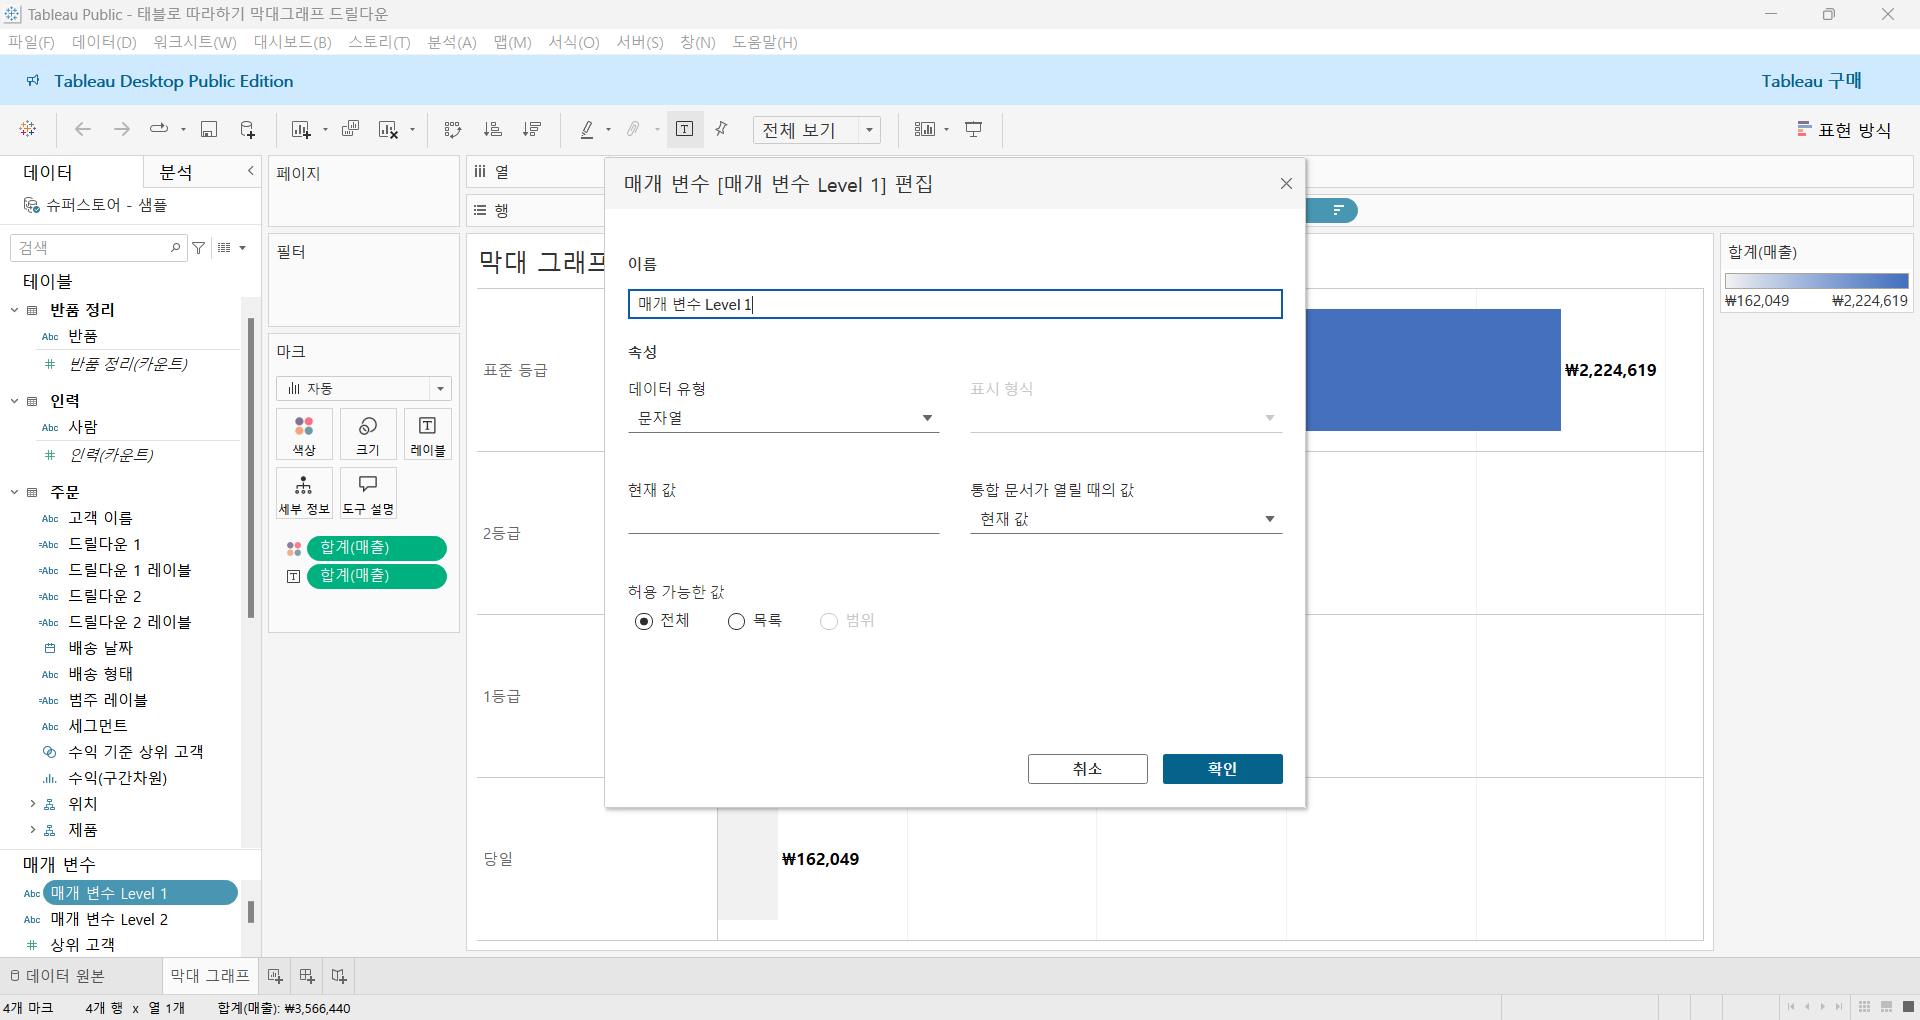 Tableau Public - 태블로 따라하기 막대그래프 드릴다운
파일(F) 데이터(D) 워크시트(W) 대시보드(B) 스토리(T) 분석(A) 맵(M) 서식(O) 서버(S) 창(N) 도움말(H)
Tableau Desktop Public Edition
Tableau 구매
전체 보기
표현 방식
데이터
분석
슈퍼스토어 - 샘플
검색
테이블
반품 정리
Abc 반품
반품 정리(카운트)
인력
Abc 사람
인력(카운트)
주문
Abc 고객 이름
=Abc 드릴다운 1
=Abc 드릴다운 1 레이블
=Abc 드릴다운 2
=Abc 드릴다운 2 레이블
배송 날짜
Abc 배송 형태
=Abc 범주 레이블
Abc 세그먼트
수익 기준 상위 고객
수익(구간차원)
위치
제품
매개 변수
Abc 매개 변수 Level 1
Abc 매개 변수 Level 2
상위 고객
페이지
필터
마크
자동
색상
크기
레이블
세부 정보
도구 설명
합계(매출)
합계(매출)
열
행
막대 그래프
표준 등급
₩2,224,619
2등급
1등급
당일
₩162,049
매개 변수 [매개 변수 Level 1] 편집
이름
매개 변수 Level 1
속성
데이터 유형
표시 형식
문자열
현재 값
통합 문서가 열릴 때의 값
현재 값
허용 가능한 값
전체 목록 범위
취소
확인
합계(매출)
₩162,049 ₩2,224,619
데이터 원본
막대 그래프
4개 마크 4개 행 x 열 1개 합계(매출): ₩3,566,440